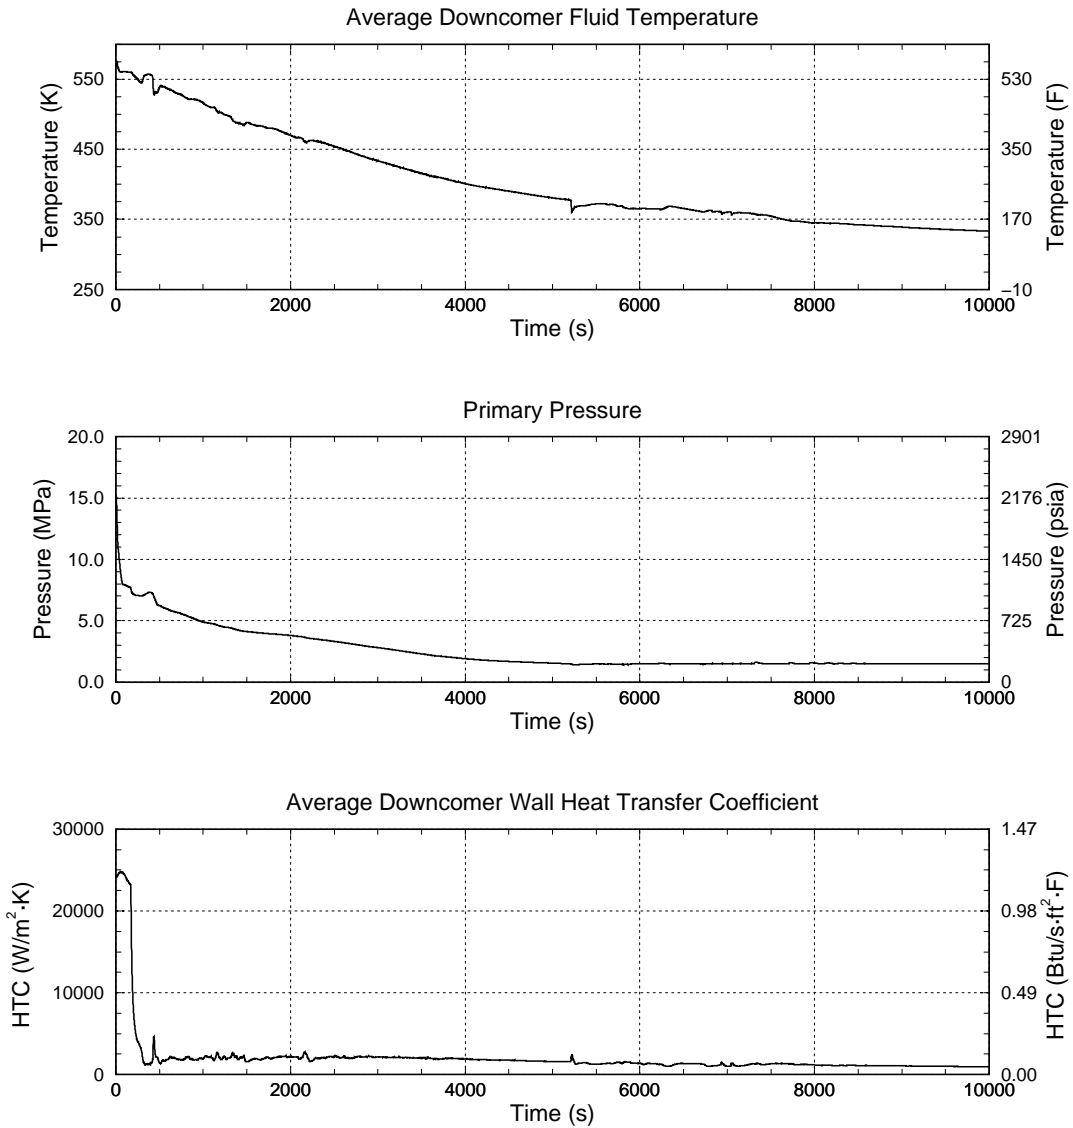 Average Downcomer Fluid Temperature
Temperature (K)
550
450
350
250
530
350
170
−10
Temperature (F)
0 2000 4000 6000 8000 10000
Time (s)
Primary Pressure
Pressure (MPa)
20.0
15.0
10.0
5.0
0.0
2901
2176
1450
725
0
Pressure (psia)
0 2000 4000 6000 8000 10000
Time (s)
Average Downcomer Wall Heat Transfer Coefficient
HTC (W/m²·K)
30000
20000
10000
0
1.47
0.98
0.49
0.00
HTC (Btu/s·ft²·F)
0 2000 4000 6000 8000 10000
Time (s)